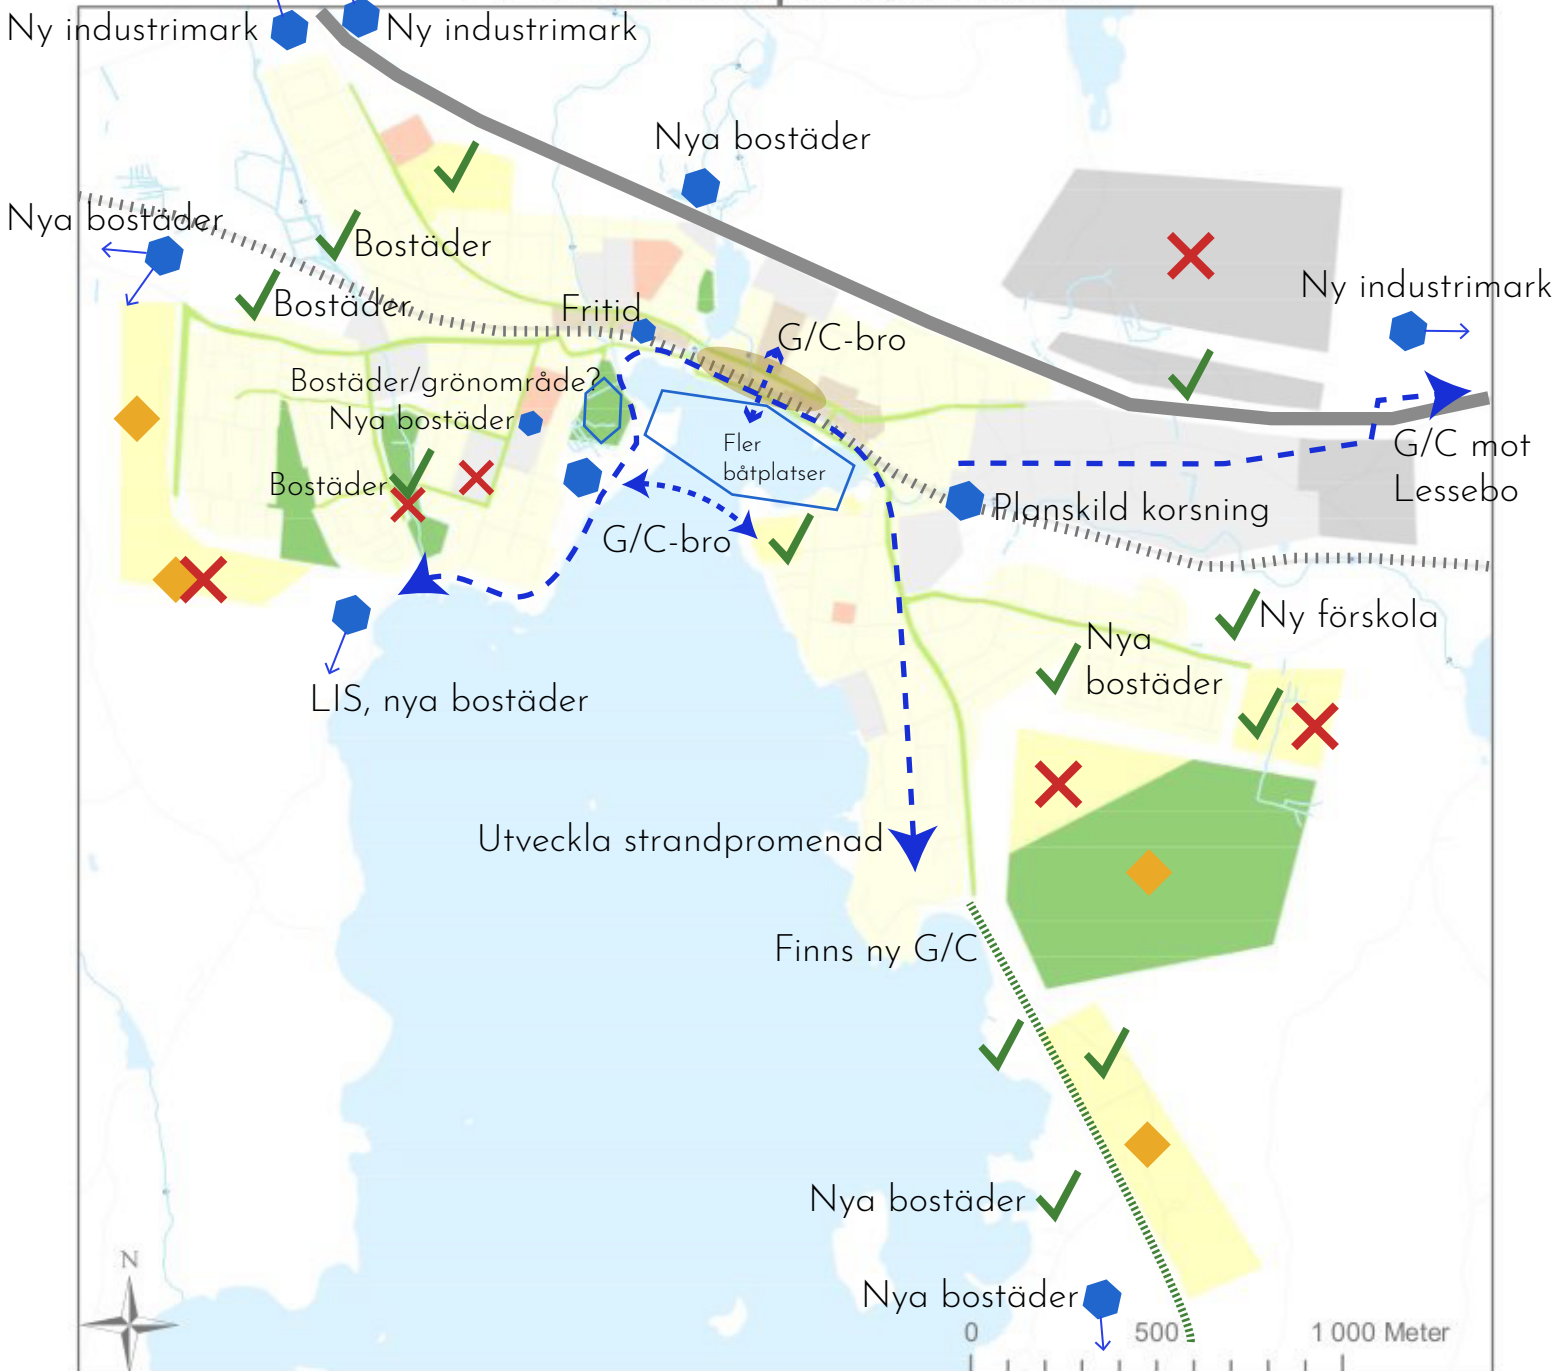 Ny industrimark
Ny industrimark
Nya bostäder
Nya bostäder
Bostäder
Ny industrimark
Bostäder
Fritid
G/C-bro
Bostäder/grönområde?
Nya bostäder
Fler
båtplatser
G/C mot
Lessebo
Bostäder
Planskild korsning
G/C-bro
Ny förskola
Nya
bostäder
LIS, nya bostäder
Utveckla strandpromenad
Finns ny G/C
Nya bostäder
N
Nya bostäder
0 500 1 000 Meter